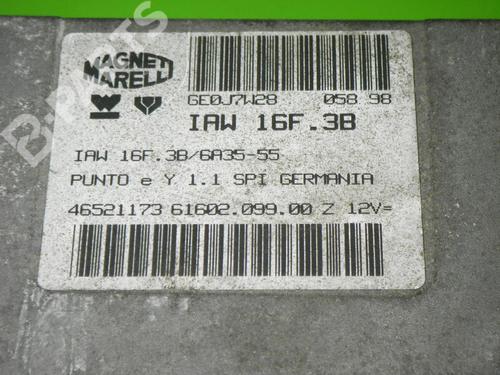 B-PARTS
MAGNETI
MARELLI
6E0J7W28 058 98
IAW 16F.3B
IAW 16F.3B/6A35-55
PUNTO e Y 1.1 SPI GERMANIA
46521173 61602.099.00 Z 12V=